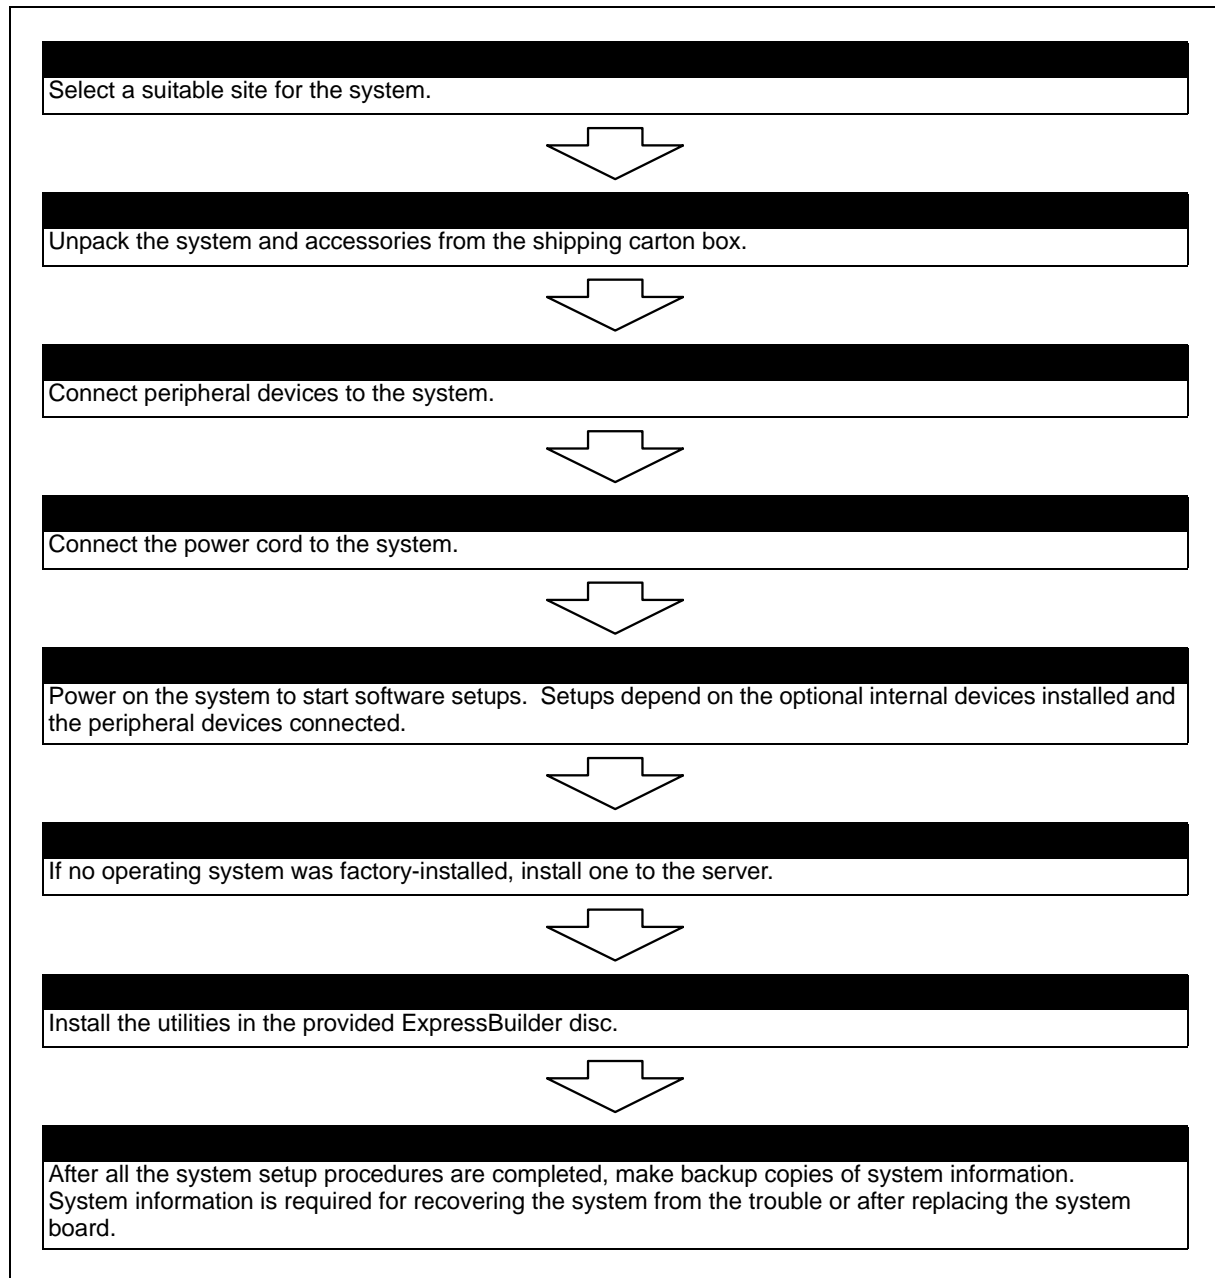 Select a suitable site for the system.
Unpack the system and accessories from the shipping carton box.
Connect peripheral devices to the system.
Connect the power cord to the system.
Power on the system to start software setups.  Setups depend on the optional internal devices installed and
the peripheral devices connected.
If no operating system was factory-installed, install one to the server.
Install the utilities in the provided ExpressBuilder disc.
After all the system setup procedures are completed, make backup copies of system information.
System information is required for recovering the system from the trouble or after replacing the system
board.